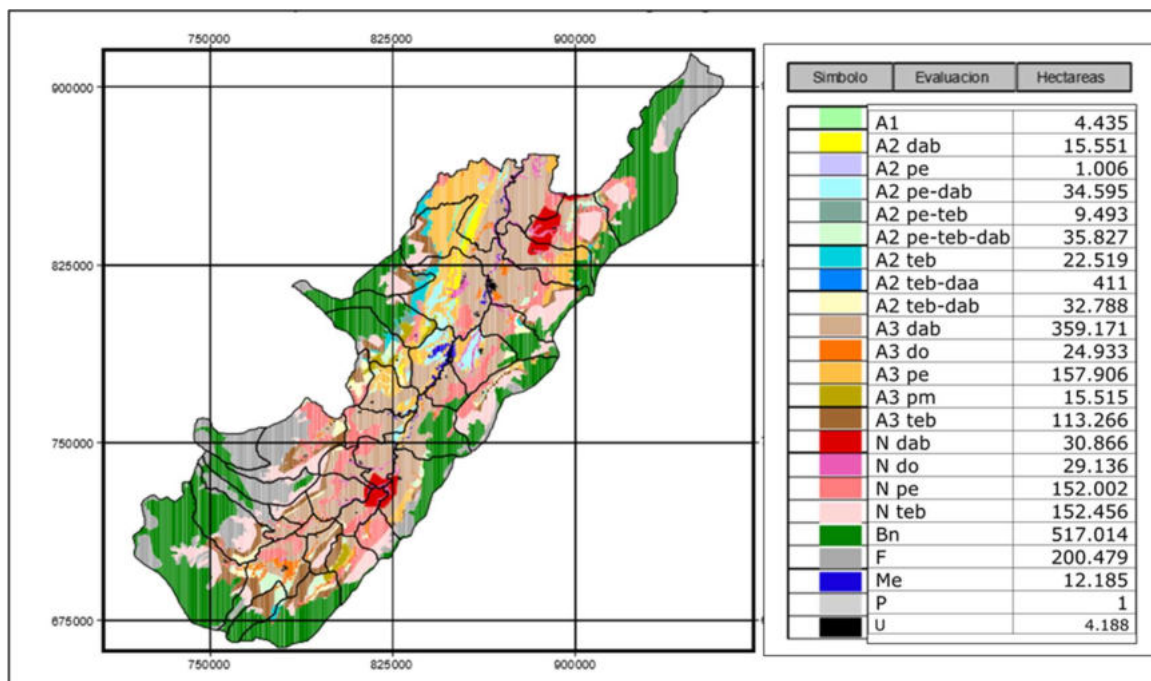 750000 825000 900000
900000
825000
750000
675000
750000 825000 900000
Simbolo Evaluacion Hectareas
A1 4.435
A2 dab 15.551
A2 pe 1.006
A2 pe-dab 34.595
A2 pe-teb 9.493
A2 pe-teb-dab 35.827
A2 teb 22.519
A2 teb-daa 411
A2 teb-dab 32.788
A3 dab 359.171
A3 do 24.933
A3 pe 157.906
A3 pm 15.515
A3 teb 113.266
N dab 30.866
N do 29.136
N pe 152.002
N teb 152.456
Bn 517.014
F 200.479
Me 12.185
P 1
U 4.188